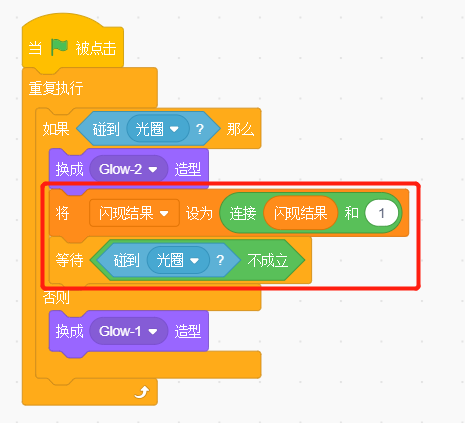 当 被点击
重复执行
如果 碰到 光圈 ? 那么
换成 Glow-2 造型
将 闪现结果 设为 连接 闪现结果 和 1
等待 碰到 光圈 ? 不成立
否则
换成 Glow-1 造型